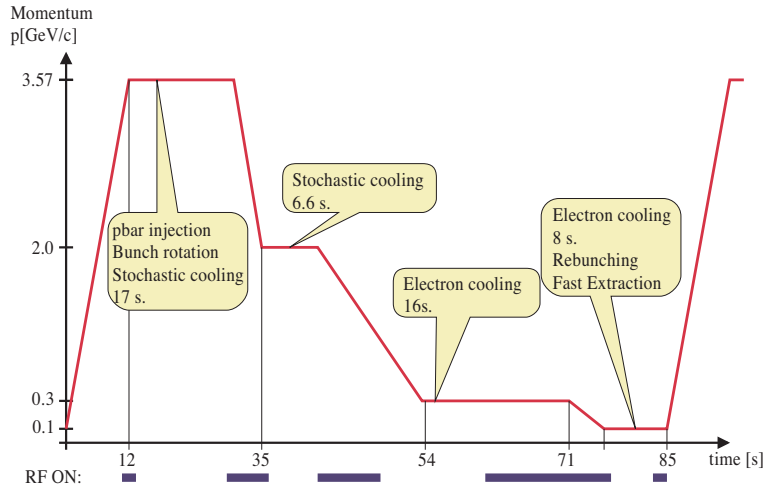 Momentum
p[GeV/c]
3.57
Stochastic cooling
6.6 s.
pbar injection
Bunch rotation
Stochastic cooling
17 s.
Electron cooling
8 s.
Rebunching
Fast Extraction
2.0
Electron cooling
16s.
0.3
0.1
12 35 54 71 85 time [s]
RF ON: